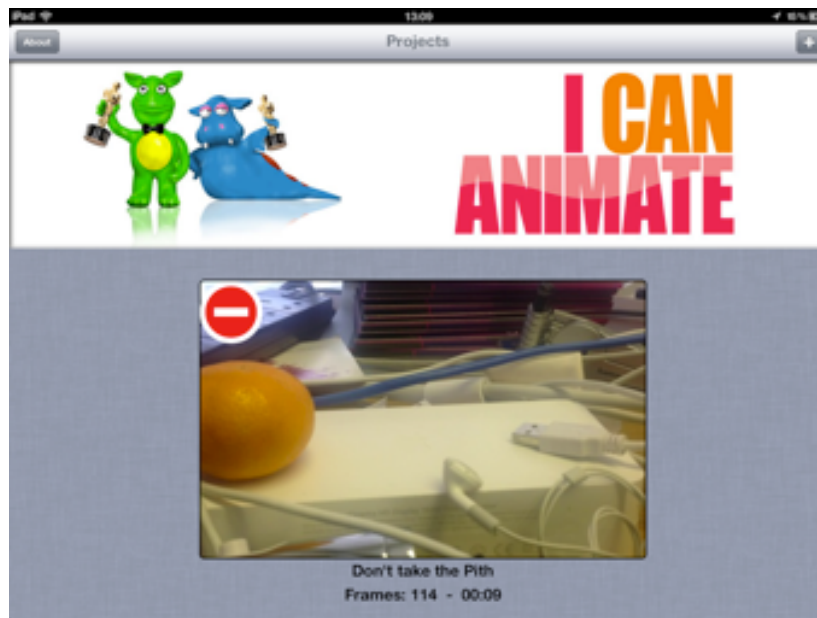 iPad 13:09
About Projects +
I CAN
ANIMATE
Don't take the Pith
Frames: 114 - 00:09